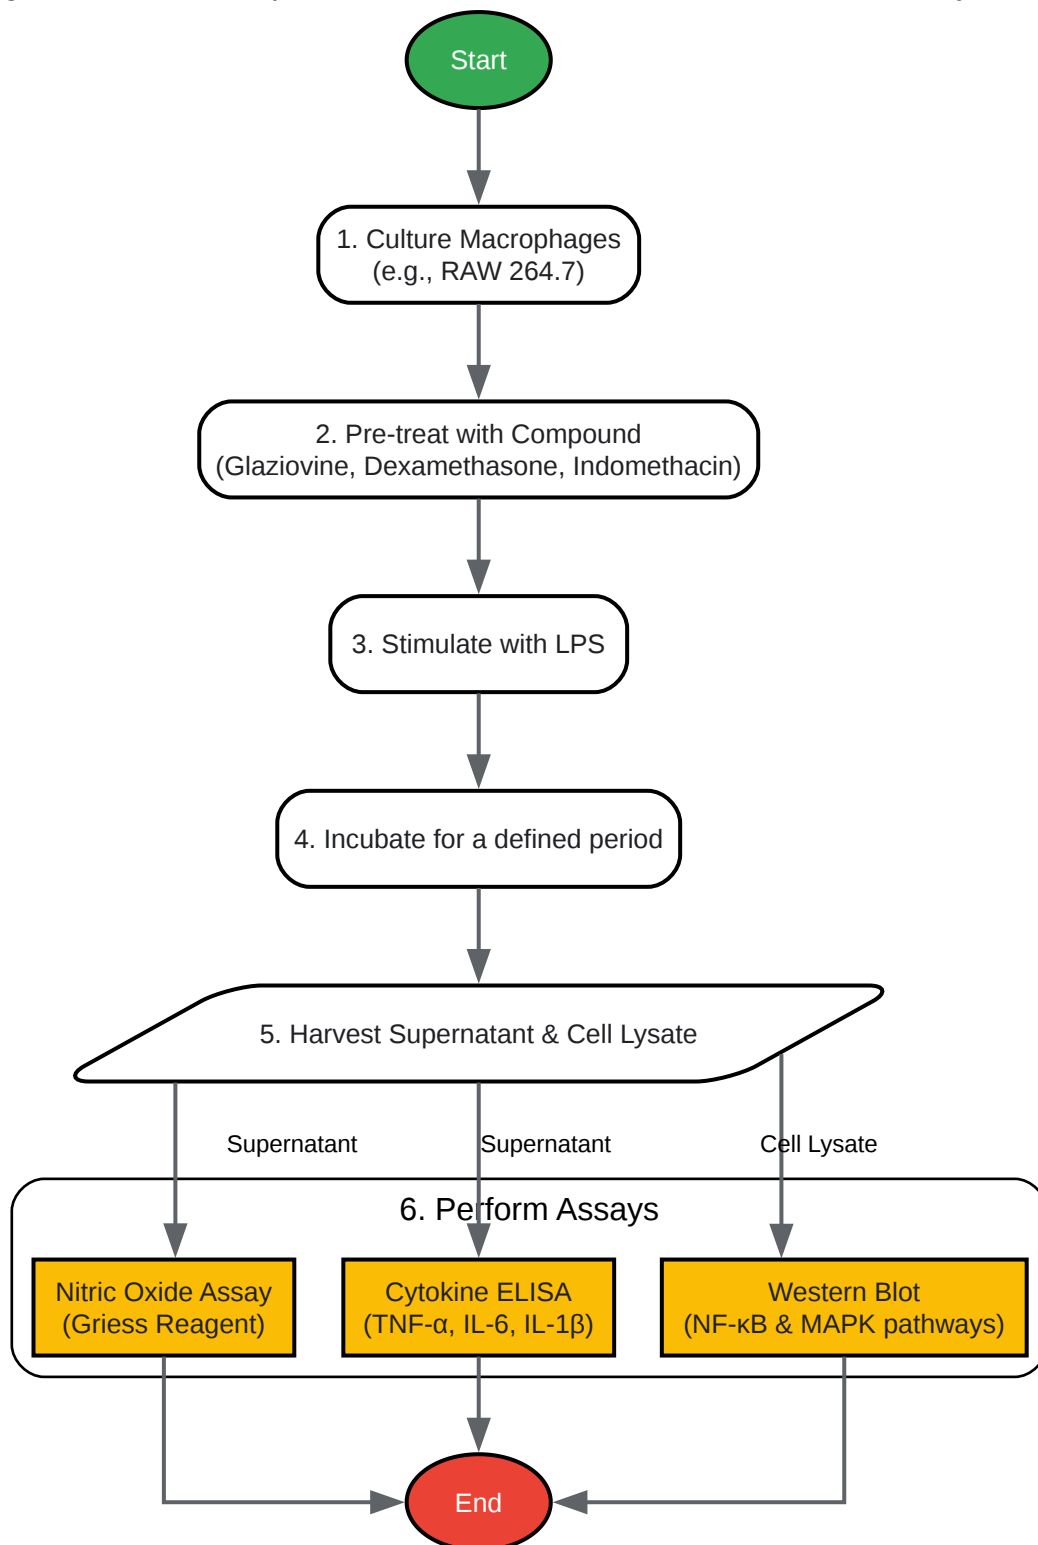 Start
1. Culture Macrophages
(e.g., RAW 264.7)
2. Pre-treat with Compound
(Glaziovine, Dexamethasone, Indomethacin)
3. Stimulate with LPS
4. Incubate for a defined period
5. Harvest Supernatant & Cell Lysate
Supernatant
Supernatant
Cell Lysate
6. Perform Assays
Nitric Oxide Assay
(Griess Reagent)
Cytokine ELISA
(TNF-α, IL-6, IL-1β)
Western Blot
(NF-κB & MAPK pathways)
End